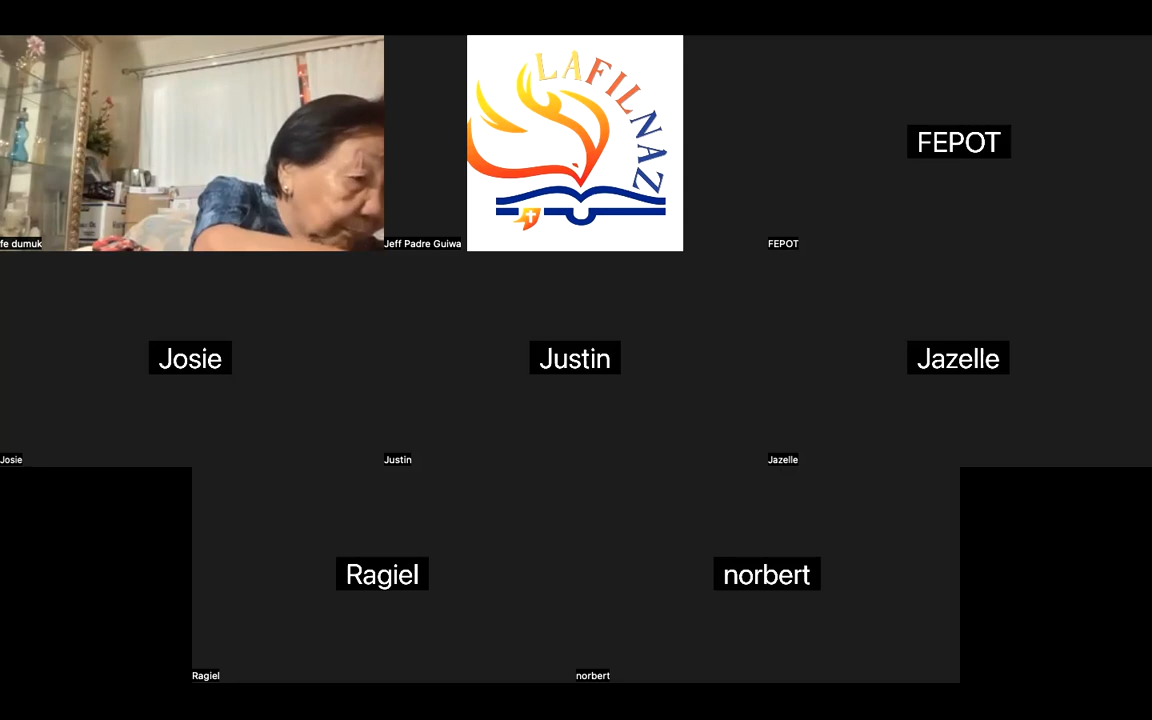 fe dumuk
Jeff Padre Guiwa
LAFILNAZ
FEPOT
FEPOT
Josie
Justin
Jazelle
Josie
Justin
Jazelle
Ragiel
norbert
Ragiel
norbert